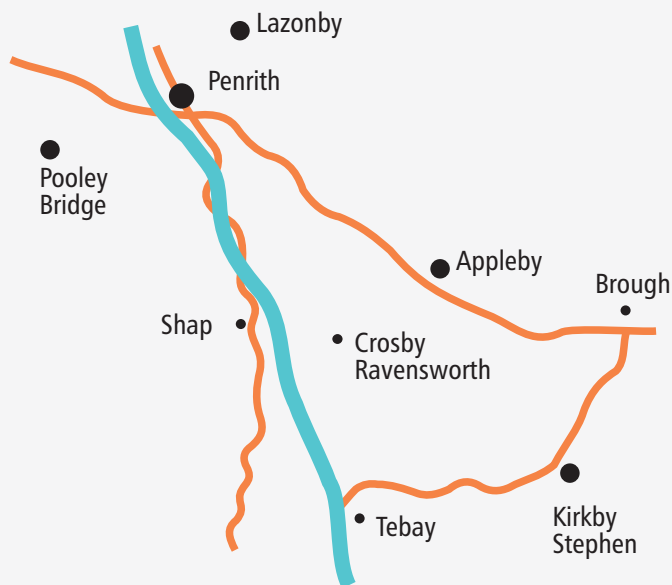 Lazonby
Penrith
Pooley
Bridge
Appleby
Brough
Shap
Crosby
Ravensworth
Tebay
Kirkby
Stephen